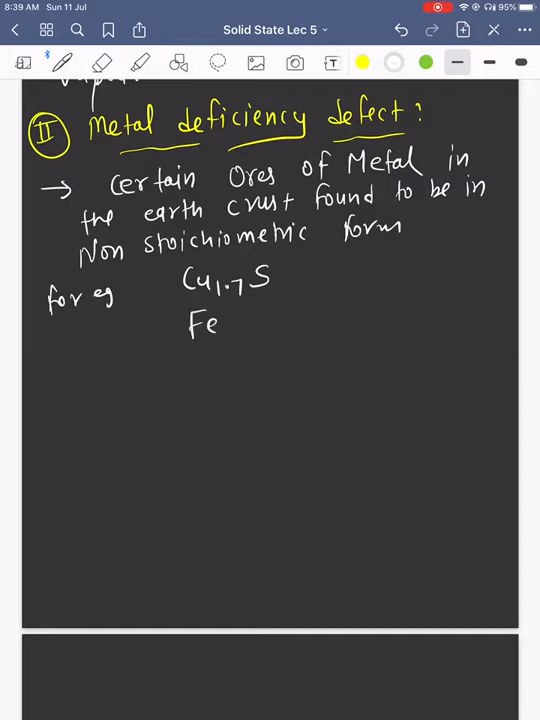 8:39 AM Sun 11 Jul
95%
Solid State Lec 5
T
II Metal deficiency defect :
→ Certain Ores of Metal in
the earth crust found to be in
Non stoichiometric form
for eg Cu1.7S
Fe